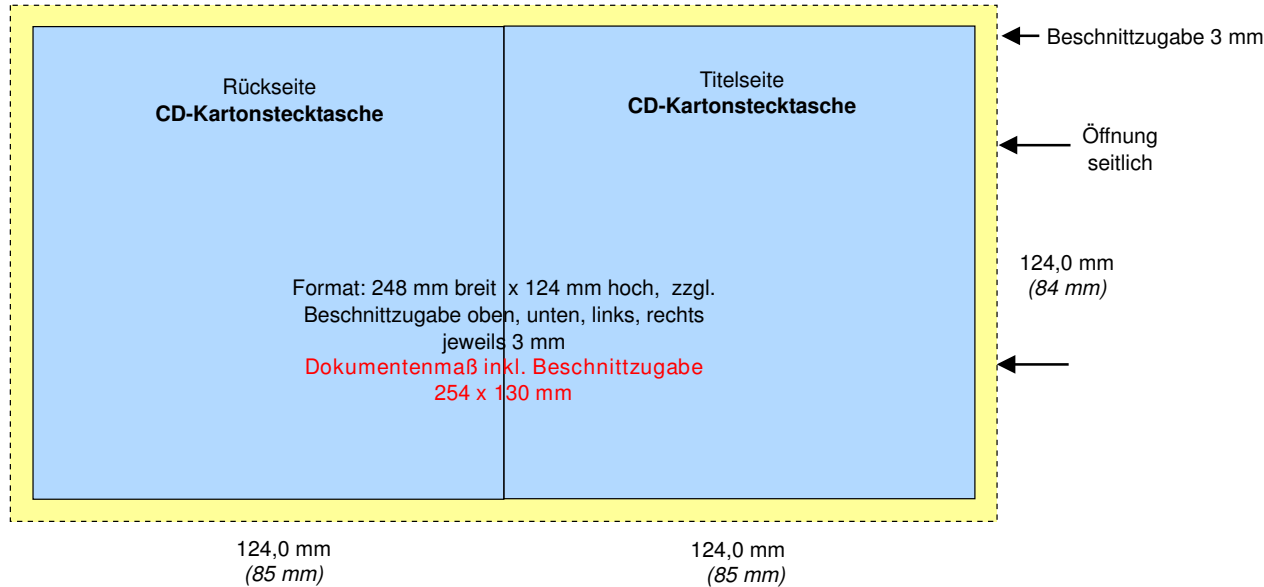 Beschnittzugabe 3 mm
Rückseite
CD-Kartonstecktasche
Titelseite
CD-Kartonstecktasche
Öffnung
seitlich
124,0 mm
(84 mm)
Format: 248 mm breit x 124 mm hoch, zzgl.
Beschnittzugabe oben, unten, links, rechts
jeweils 3 mm
Dokumentenmaß inkl. Beschnittzugabe
254 x 130 mm
124,0 mm
(85 mm)
124,0 mm
(85 mm)